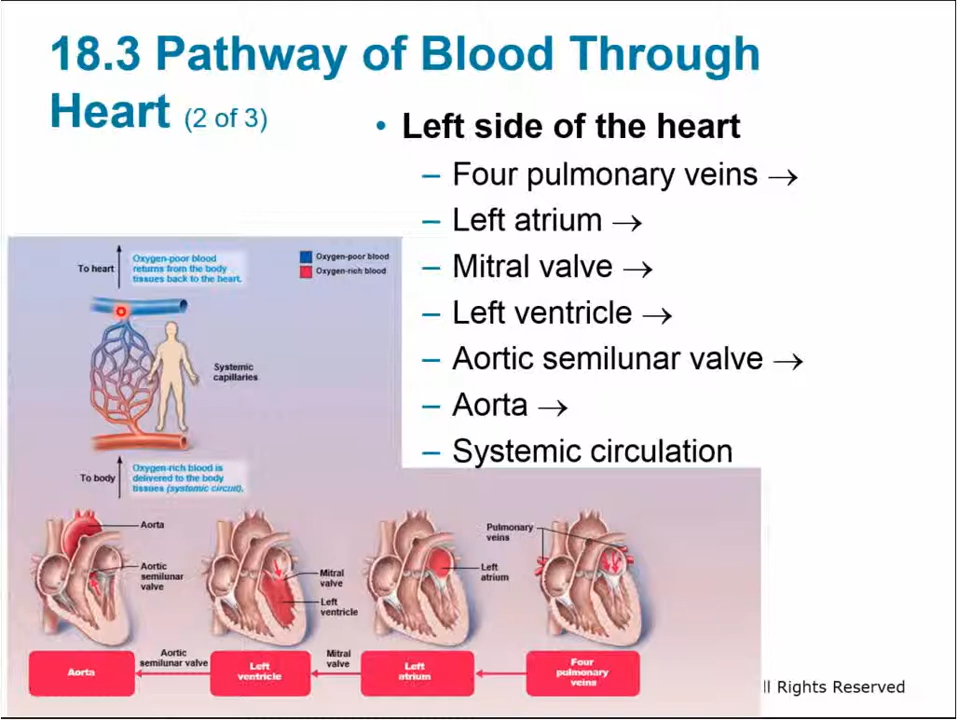 18.3 Pathway of Blood Through
Heart (2 of 3)
• Left side of the heart
– Four pulmonary veins →
– Left atrium →
– Mitral valve →
– Left ventricle →
– Aortic semilunar valve →
– Aorta →
– Systemic circulation
To heart
Oxygen-poor blood
returns from the body
tissues back to the heart.
Oxygen-poor blood
Oxygen-rich blood
Systemic
capillaries
To body
Oxygen-rich blood is
delivered to the body
tissues (systemic circuit).
Aorta
Aortic
semilunar
valve
Mitral
valve
Left
ventricle
Left
atrium
Pulmonary
veins
Aorta
Aortic
semilunar valve
Left
ventricle
Mitral
valve
Left
atrium
Four
pulmonary
veins
ll Rights Reserved